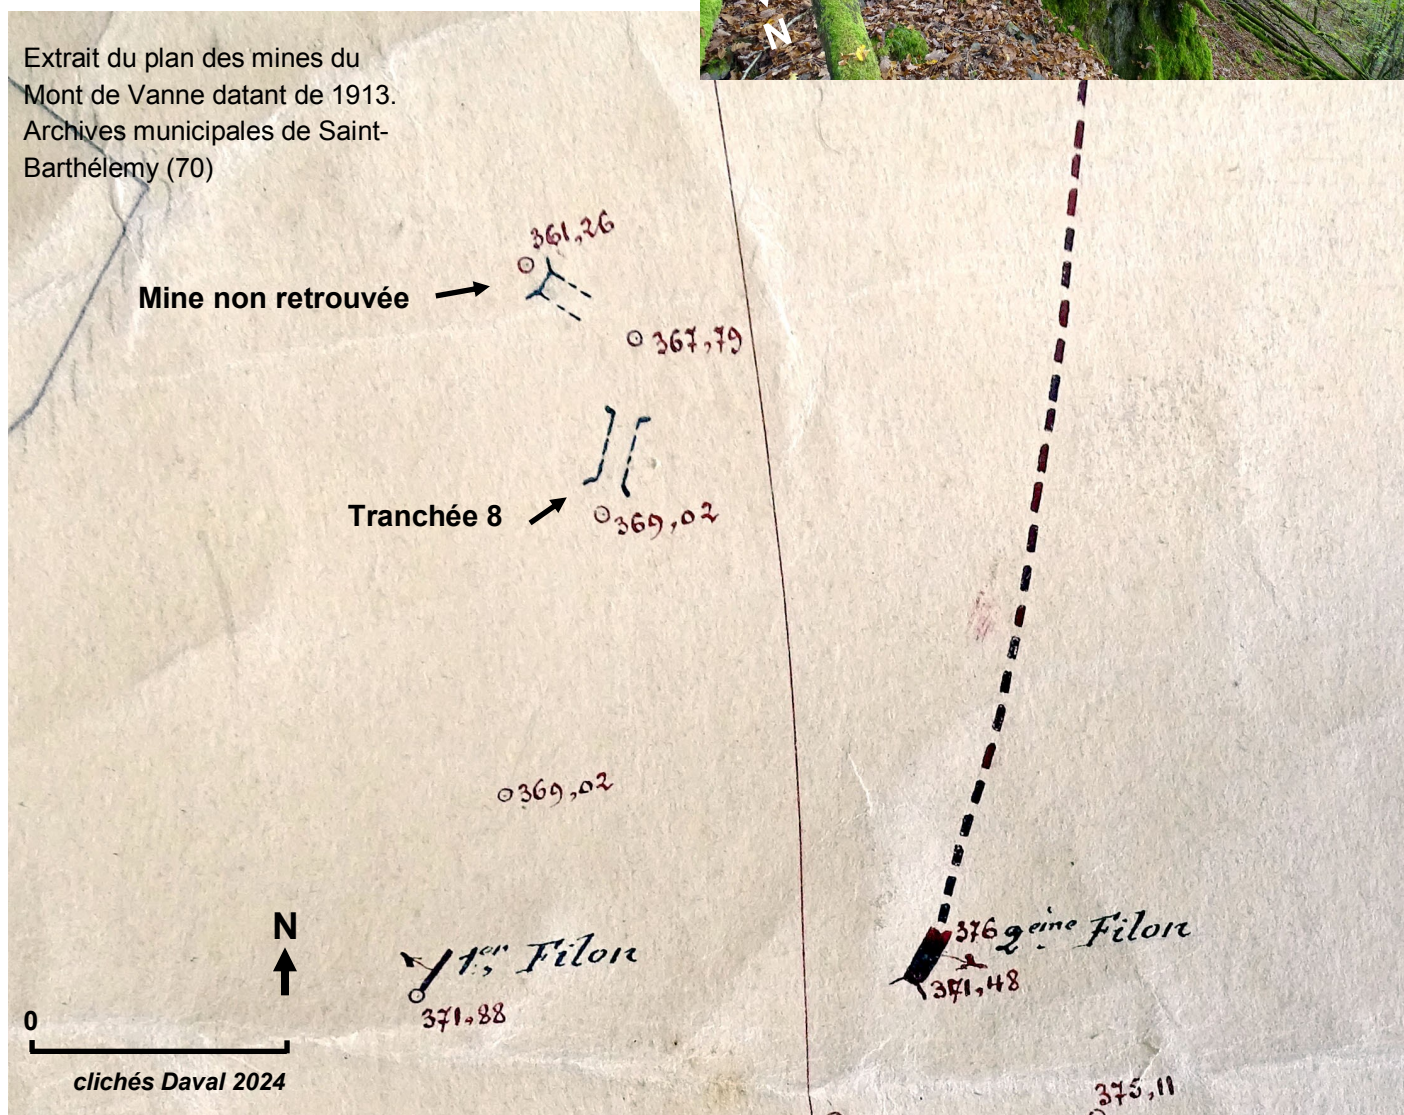 N
Extrait du plan des mines du
Mont de Vanne datant de 1913.
Archives municipales de Saint-
Barthélemy (70)
361,26
Mine non retrouvée
367,79
Tranchée 8
369,02
369,02
N
1er Filon
371,88
376 2eine Filon
371,48
0
clichés Daval 2024
375,11